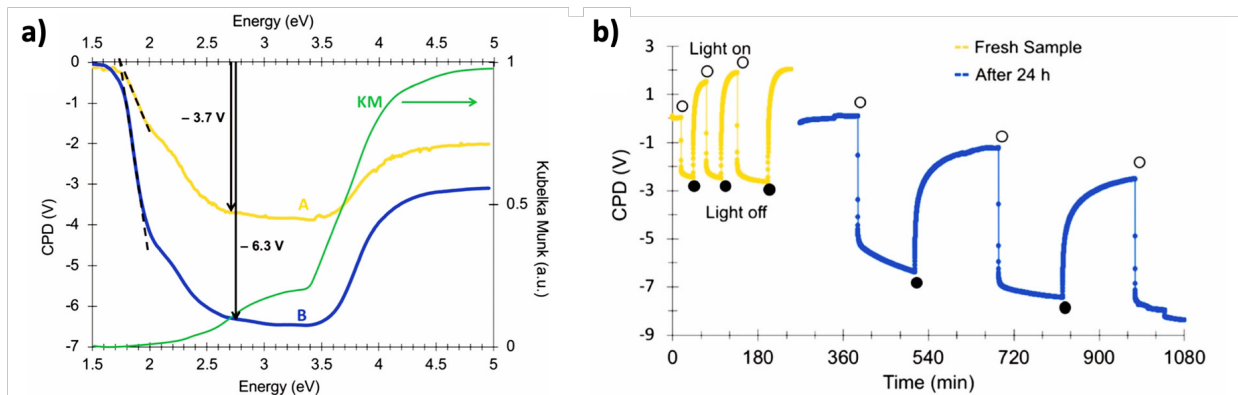 a)
Energy (eV)
1.5 2 2.5 3 3.5 4 4.5 5
0
-1
-2
-3
-4
-5
-6
-7
CPD (V)
– 3.7 V
– 6.3 V
A
B
KM
1
0.5
0
Kubelka Munk (a.u.)
1.5 2 2.5 3 3.5 4 4.5 5
Energy (eV)
b)
3
1
-1
-3
-5
-7
-9
CPD (V)
Light on
Light off
Fresh Sample
After 24 h
0 180 360 540 720 900 1080
Time (min)